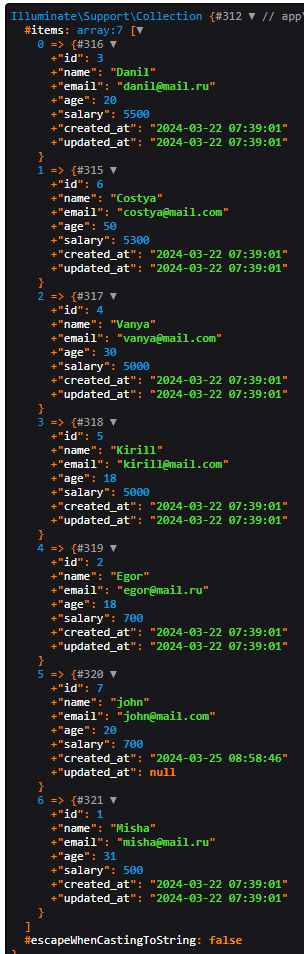 Illuminate\Support\Collection {#312 ▼ // app\
#items: array:7 [▼
0 => {#316 ▼
+"id": 3
+"name": "Danil"
+"email": "danil@mail.ru"
+"age": 20
+"salary": 5500
+"created_at": "2024-03-22 07:39:01"
+"updated_at": "2024-03-22 07:39:01"
}
1 => {#315 ▼
+"id": 6
+"name": "Costya"
+"email": "costya@mail.com"
+"age": 50
+"salary": 5300
+"created_at": "2024-03-22 07:39:01"
+"updated_at": "2024-03-22 07:39:01"
}
2 => {#317 ▼
+"id": 4
+"name": "Vanya"
+"email": "vanya@mail.com"
+"age": 30
+"salary": 5000
+"created_at": "2024-03-22 07:39:01"
+"updated_at": "2024-03-22 07:39:01"
}
3 => {#318 ▼
+"id": 5
+"name": "Kirill"
+"email": "kirill@mail.com"
+"age": 18
+"salary": 5000
+"created_at": "2024-03-22 07:39:01"
+"updated_at": "2024-03-22 07:39:01"
}
4 => {#319 ▼
+"id": 2
+"name": "Egor"
+"email": "egor@mail.ru"
+"age": 18
+"salary": 700
+"created_at": "2024-03-22 07:39:01"
+"updated_at": "2024-03-22 07:39:01"
}
5 => {#320 ▼
+"id": 7
+"name": "john"
+"email": "john@mail.com"
+"age": 20
+"salary": 700
+"created_at": "2024-03-25 08:58:46"
+"updated_at": null
}
6 => {#321 ▼
+"id": 1
+"name": "Misha"
+"email": "misha@mail.ru"
+"age": 31
+"salary": 500
+"created_at": "2024-03-22 07:39:01"
+"updated_at": "2024-03-22 07:39:01"
}
]
#escapeWhenCastingToString: false